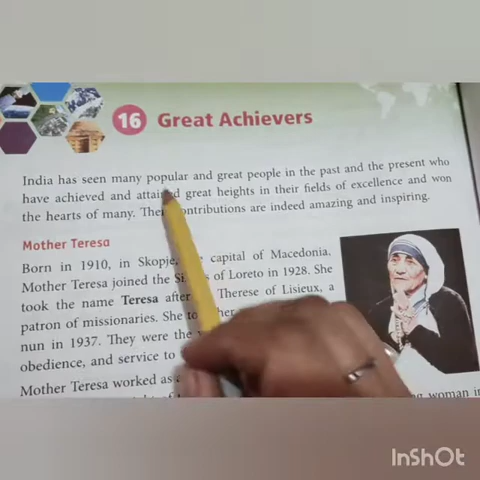 16 Great Achievers
India has seen many popular and great people in the past and the present who
have achieved and attained great heights in their fields of excellence and won
the hearts of many. contributions are indeed amazing and inspiring.
Mother Teresa
Born in 1910, in Skopje, capital of Macedonia,
Mother Teresa joined the of Loreto in 1928. She
took the name Teresa after Therese of Lisieux, a
patron of missionaries. She
nun in 1937. They were the
obedience, and service to
Mother Teresa worked as
woman in
InShOt